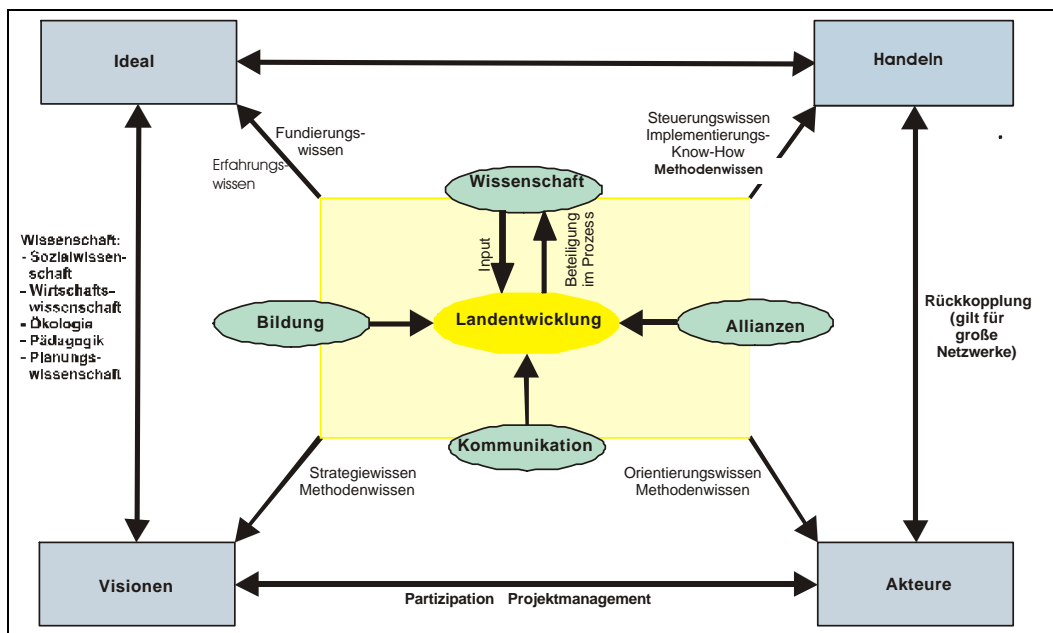 Ideal
Handeln
Fundierungs-
wissen
Erfahrungs-
wissen
Steuerungswissen
Implementierungs-
Know-How
Methodenwissen
Wissenschaft
Input
Beteiligung
im Prozess
Wissenschaft:
- Sozialwissen-
schaft
- Wirtschafts-
wissenschaft
- Ökologie
- Pädagogik
- Planungs-
wissenschaft
Bildung
Landentwicklung
Allianzen
Rückkopplung
(gilt für
große
Netzwerke)
Kommunikation
Strategiewissen
Methodenwissen
Orientierungswissen
Methodenwissen
Visionen
Partizipation Projektmanagement
Akteure